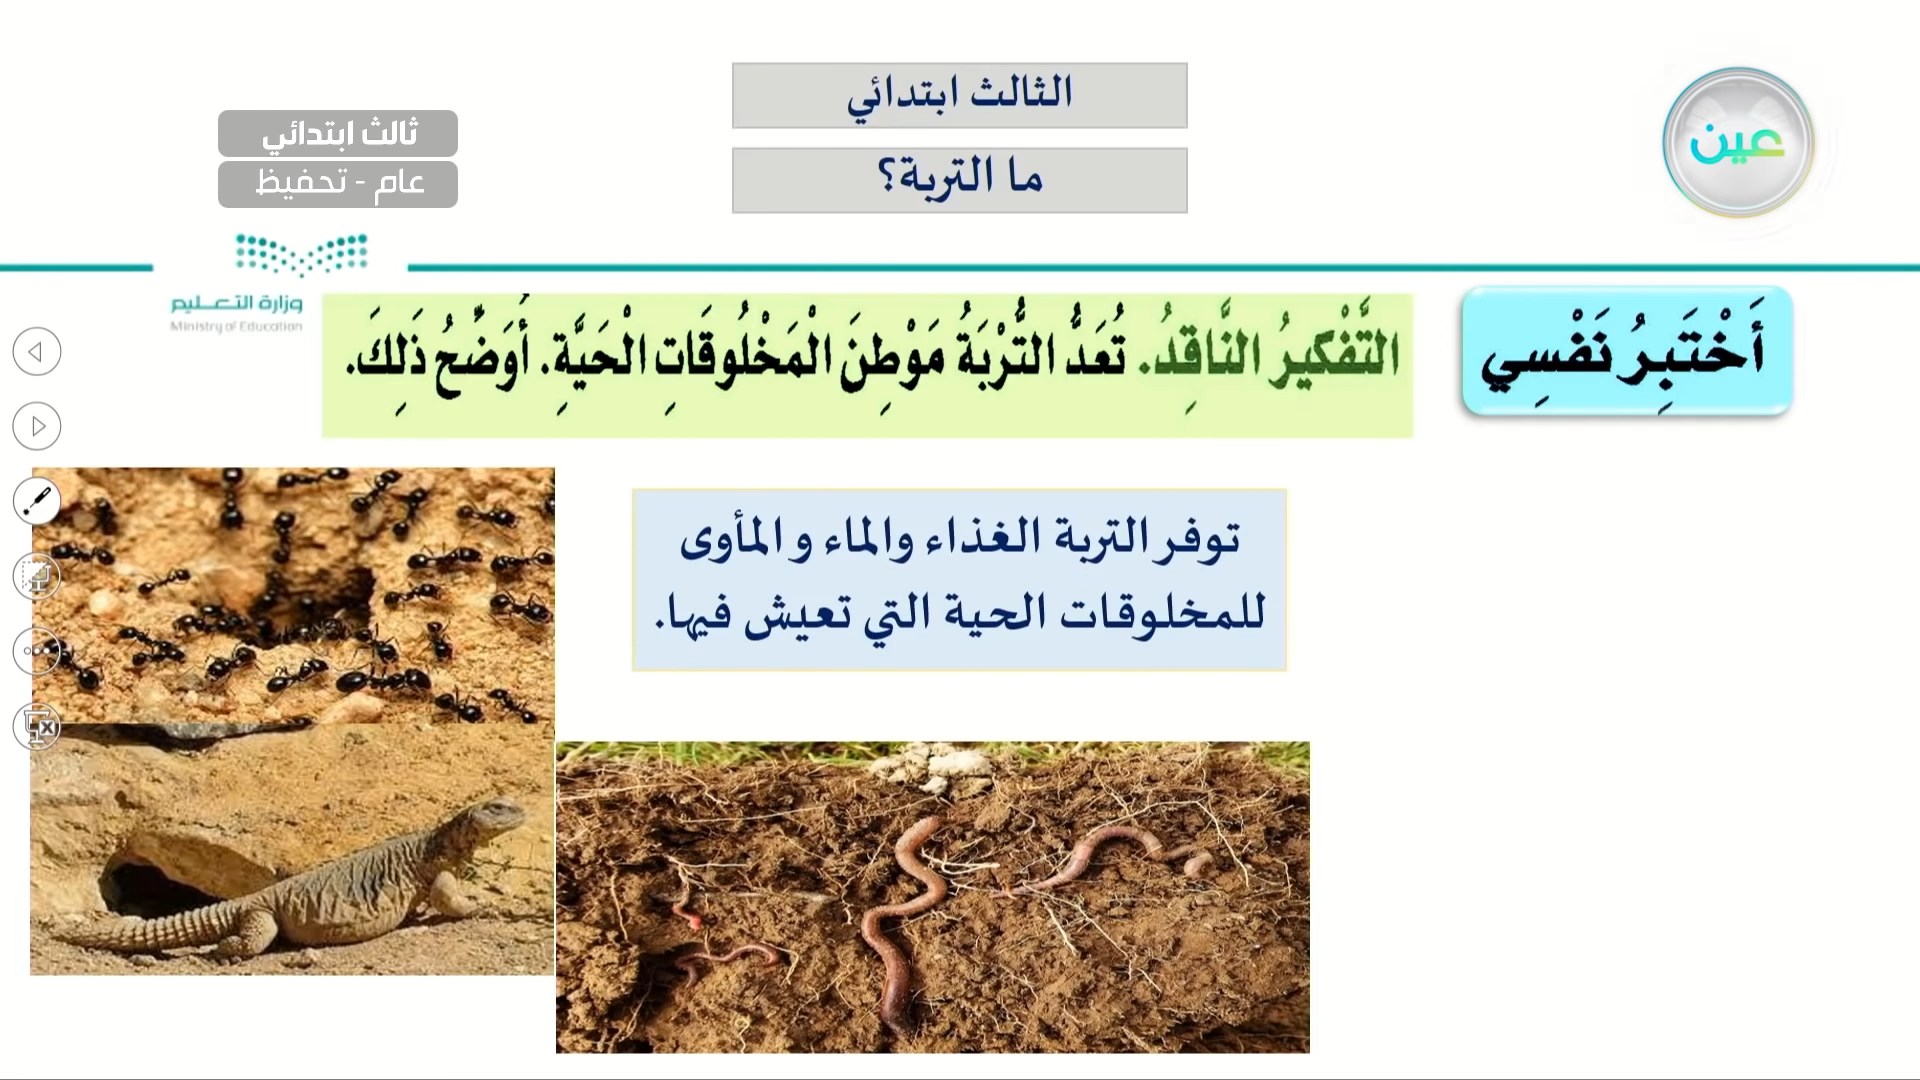 الثالث ابتدائي
ما التربة؟
عين
ثالث ابتدائي
عام - تحفيظ
وزارة التعليم
Ministry of Education
أَخْتَبِرُ نَفْسِي
التَّفْكيرُ النَّاقِدُ. تُعَدُّ التُّرْبَةُ مَوْطِنَ الْمَخْلُوقَاتِ الْحَيَّةِ. أُوَضِّحُ ذَلِكَ.
توفر التربة الغذاء والماء و المأوى
للمخلوقات الحية التي تعيش فيها.